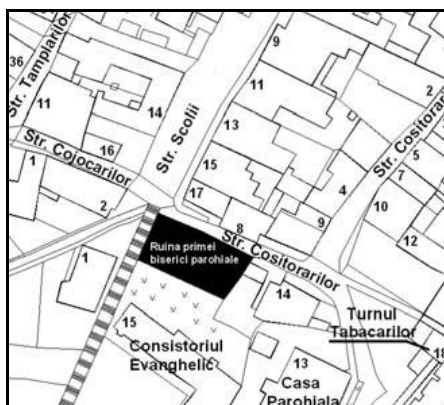 36
Str. Tamplarilor
11
14
16
Str. Cojocarilor
1
2
1
Str. Scolii
9
11
13
15
17
8
9
4
2
Str. Cositorarilor
5
7
10
12
Str. Cositorarilor
Ruina primei
biserici parohiale
14
15
Consistoriul
Evanghelic
Turnul
Tabacarilor
18
13
Casa
Parohiala